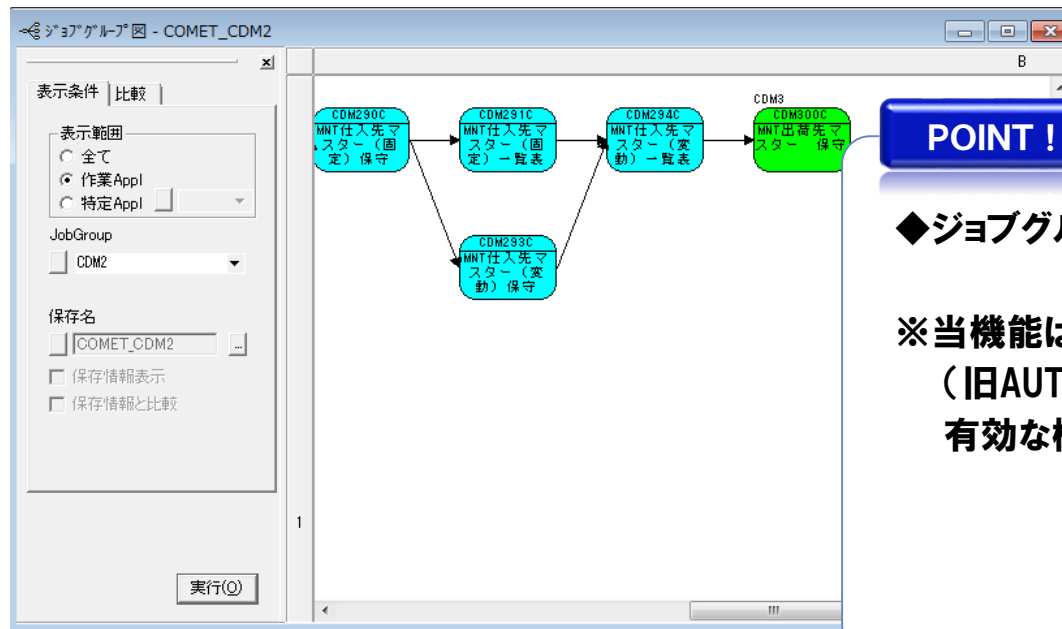 ジョブグループ図 - COMET_CDM2
B
表示条件
比較
表示範囲
全て
作業Appl
特定Appl
JobGroup
CDM2
保存名
COMET_CDM2
...
保存情報表示
保存情報と比較
実行(O)
1
CDM290C
MNT仕入先マ
スター（固
定）保守
CDM291C
MNT仕入先マ
スター（固
定）一覧表
CDM294C
MNT仕入先マ
スター（変
動）一覧表
CDM3
CDM300C
MNT出荷先マ
スター 保守
CDM293C
MNT仕入先マ
スター（変
動）保守
POINT！
◆ジョブグル
※当機能は
（旧AUT
有効な